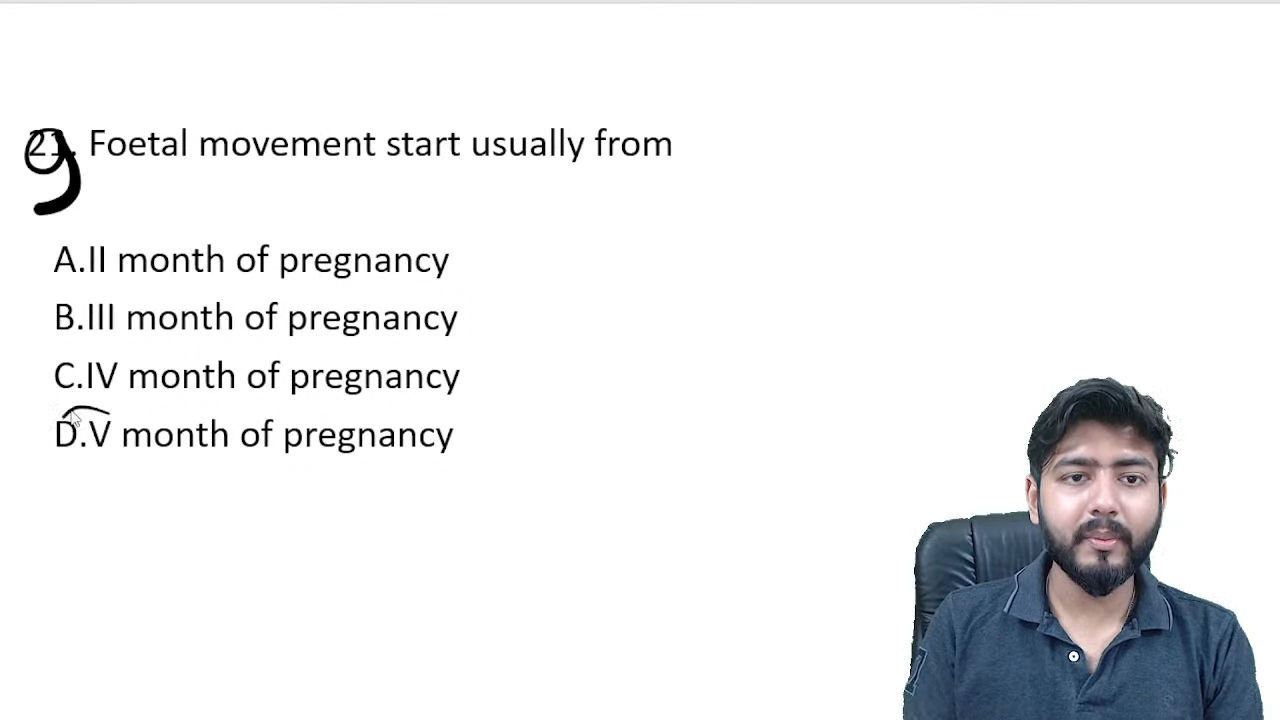 21. Foetal movement start usually from
A.II month of pregnancy
B.III month of pregnancy
C.IV month of pregnancy
D.V month of pregnancy